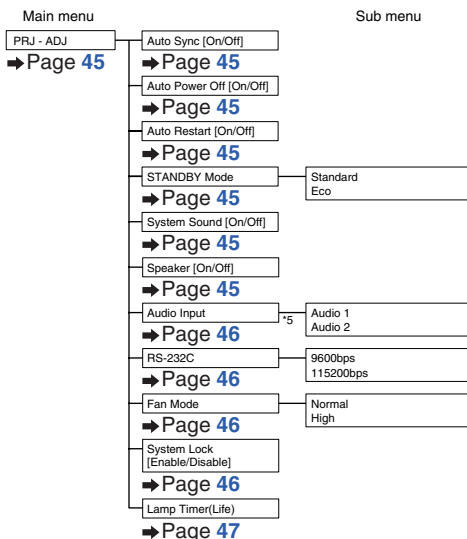 Main menu
Sub menu
PRJ - ADJ
➡Page 45
Auto Sync [On/Off]
➡Page 45
Auto Power Off [On/Off]
➡Page 45
Auto Restart [On/Off]
➡Page 45
STANDBY Mode
➡Page 45
Standard
Eco
System Sound [On/Off]
➡Page 45
Speaker [On/Off]
➡Page 45
Audio Input
➡Page 46
*5
Audio 1
Audio 2
RS-232C
➡Page 46
9600bps
115200bps
Fan Mode
➡Page 46
Normal
High
System Lock
[Enable/Disable]
➡Page 46
Lamp Timer(Life)
➡Page 47